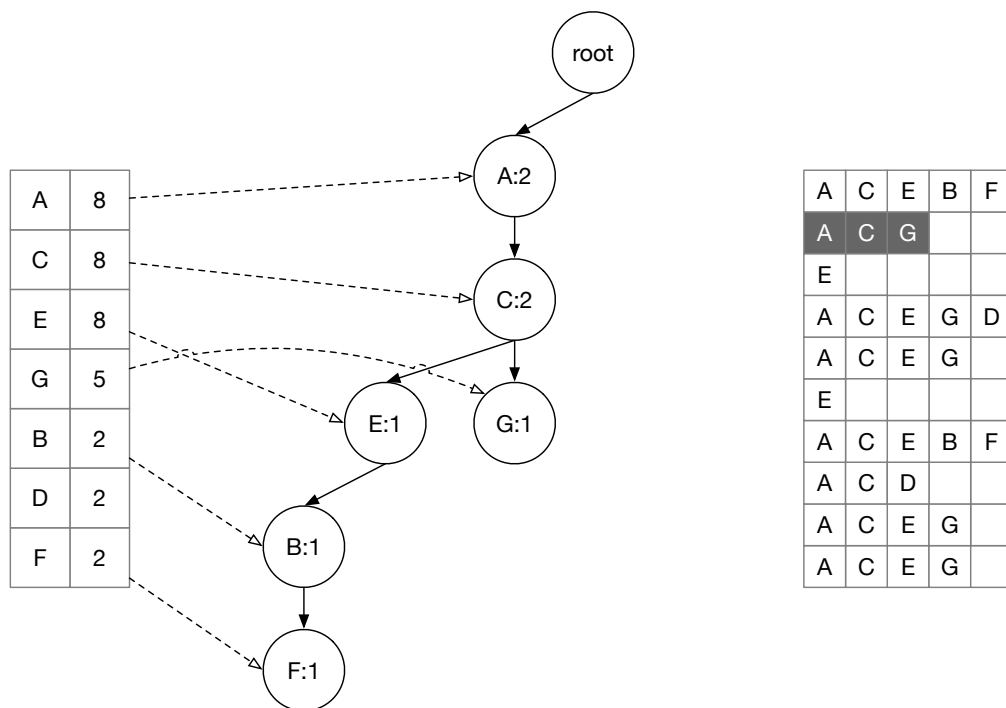 root
A:2
C:2
E:1
G:1
B:1
F:1
A 8
C 8
E 8
G 5
B 2
D 2
F 2
A C E B F
A C G
E
A C E G D
A C E G
E
A C E B F
A C D
A C E G
A C E G